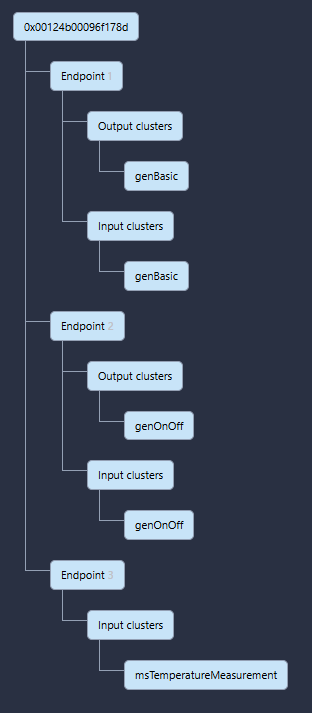 0x00124b00096f178d
Endpoint 1
Output clusters
genBasic
Input clusters
genBasic
Endpoint 2
Output clusters
genOnOff
Input clusters
genOnOff
Endpoint 3
Input clusters
msTemperatureMeasurement